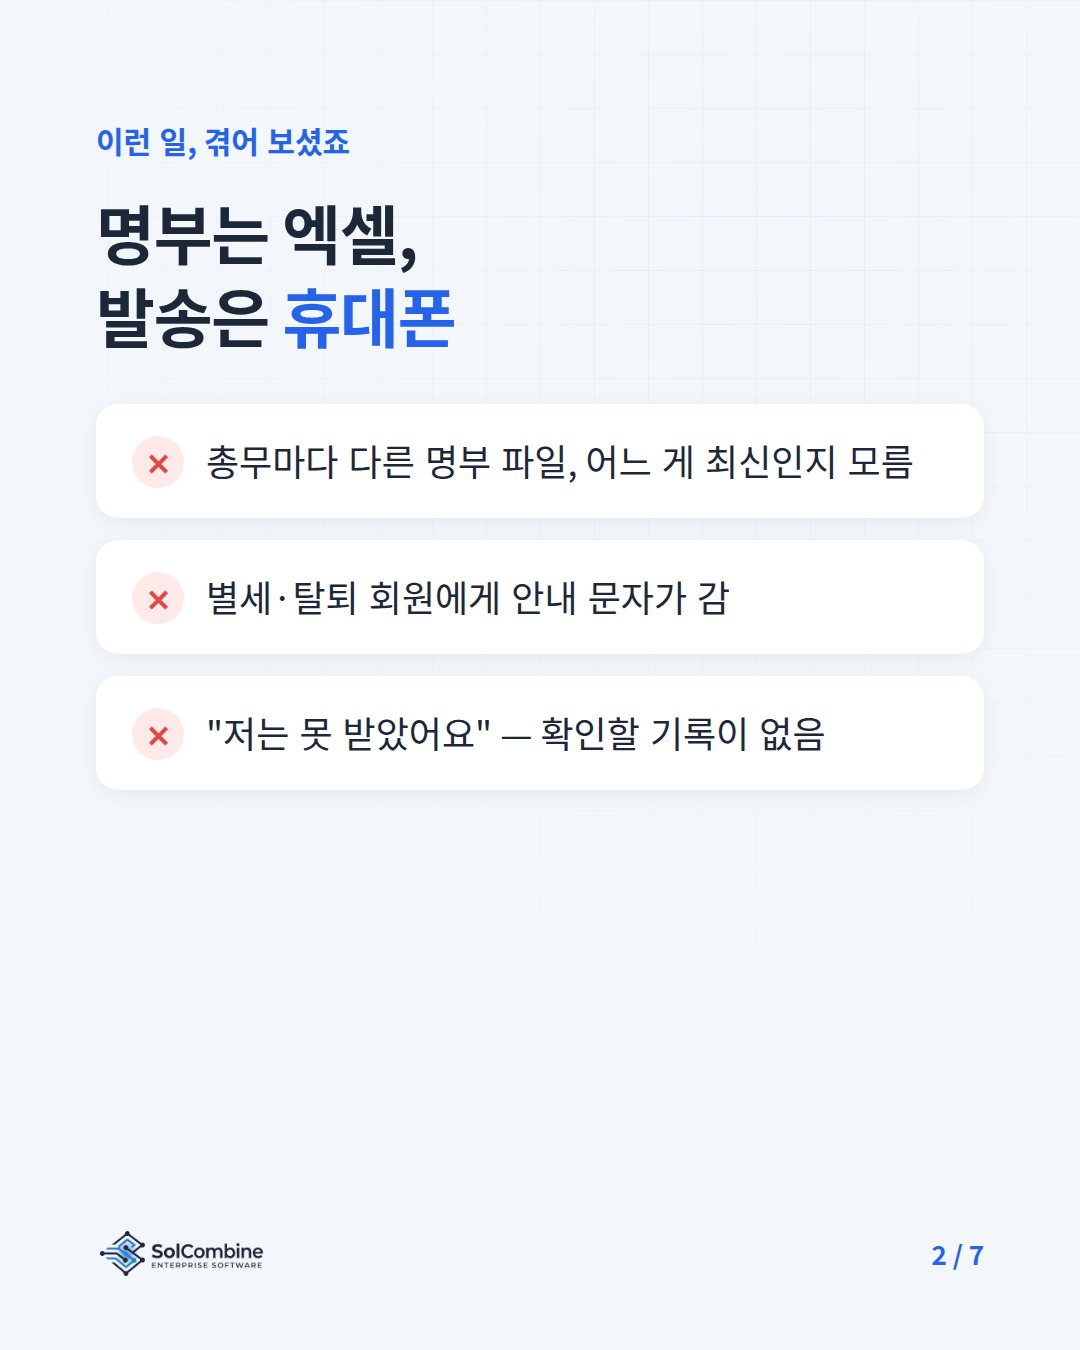 이런 일, 겪어 보셨죠
명부는 엑셀,
발송은 휴대폰
총무마다 다른 명부 파일, 어느 게 최신인지 모름
별세·탈퇴 회원에게 안내 문자가 감
"저는 못 받았어요" — 확인할 기록이 없음
SolCombine
ENTERPRISE SOFTWARE
2 / 7